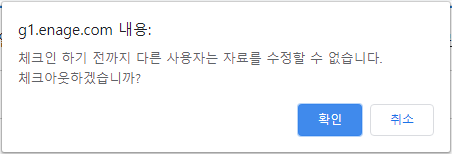 g1.enage.com 내용:
체크인 하기 전까지 다른 사용자는 자료를 수정할 수 없습니다.
체크아웃하겠습니까?
확인 취소